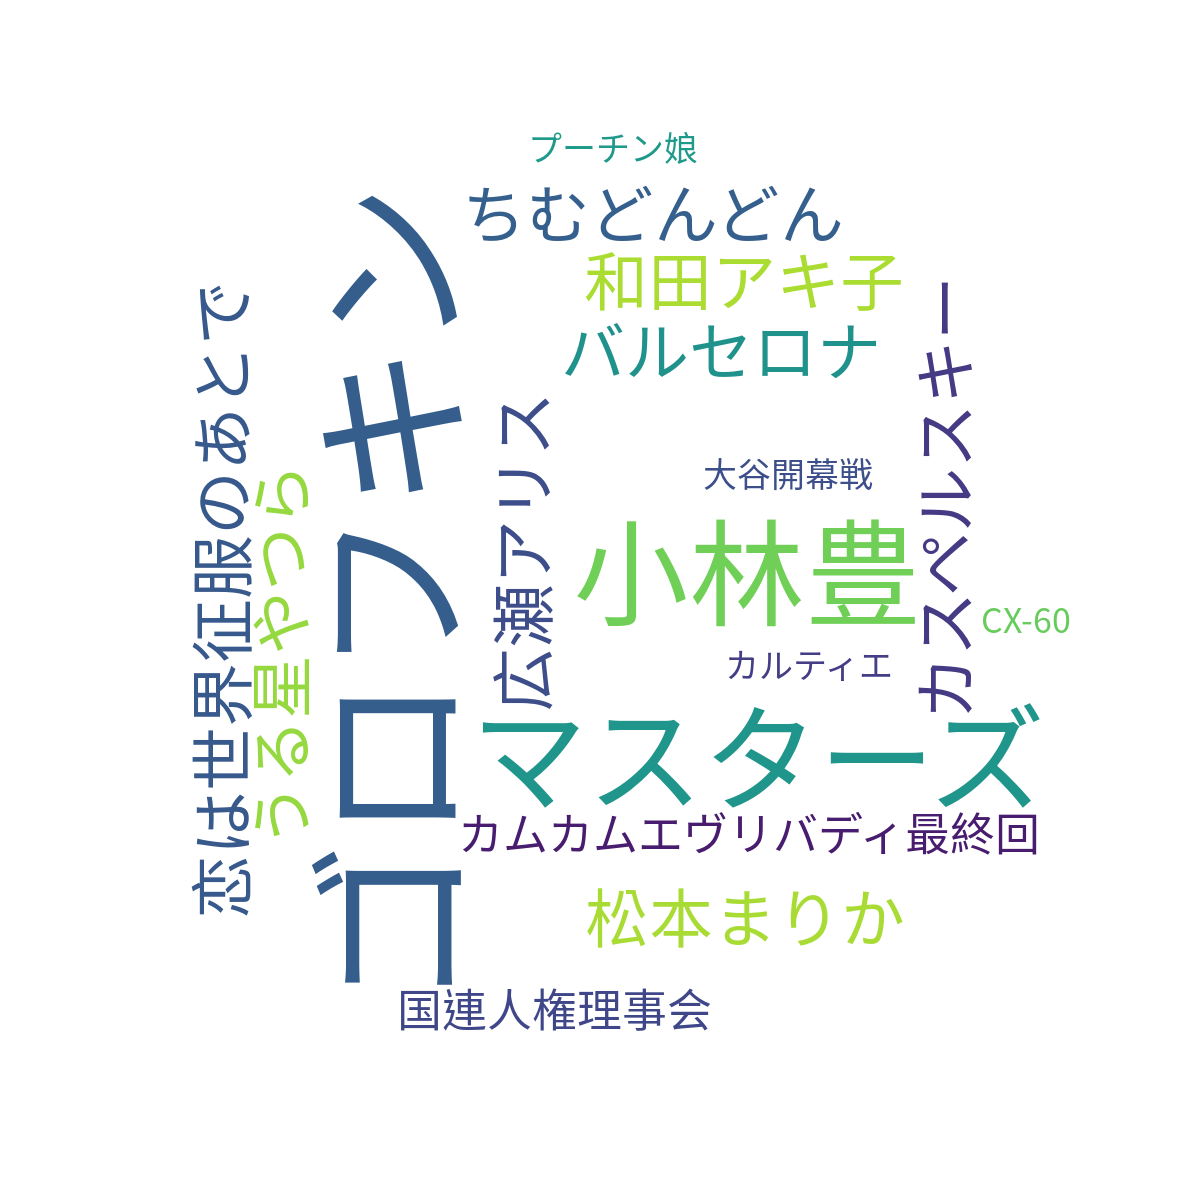 プーチン娘
ちむどんどん
和田アキ子
バルセロナ
恋は世界征服のあとで
うる星やつら
ゴロフキン
広瀬アリス
大谷開幕戦
小林豊
カスペルスキー
CX-60
カルティエ
マスターズ
カムカムエヴリバディ最終回
松本まりか
国連人権理事会